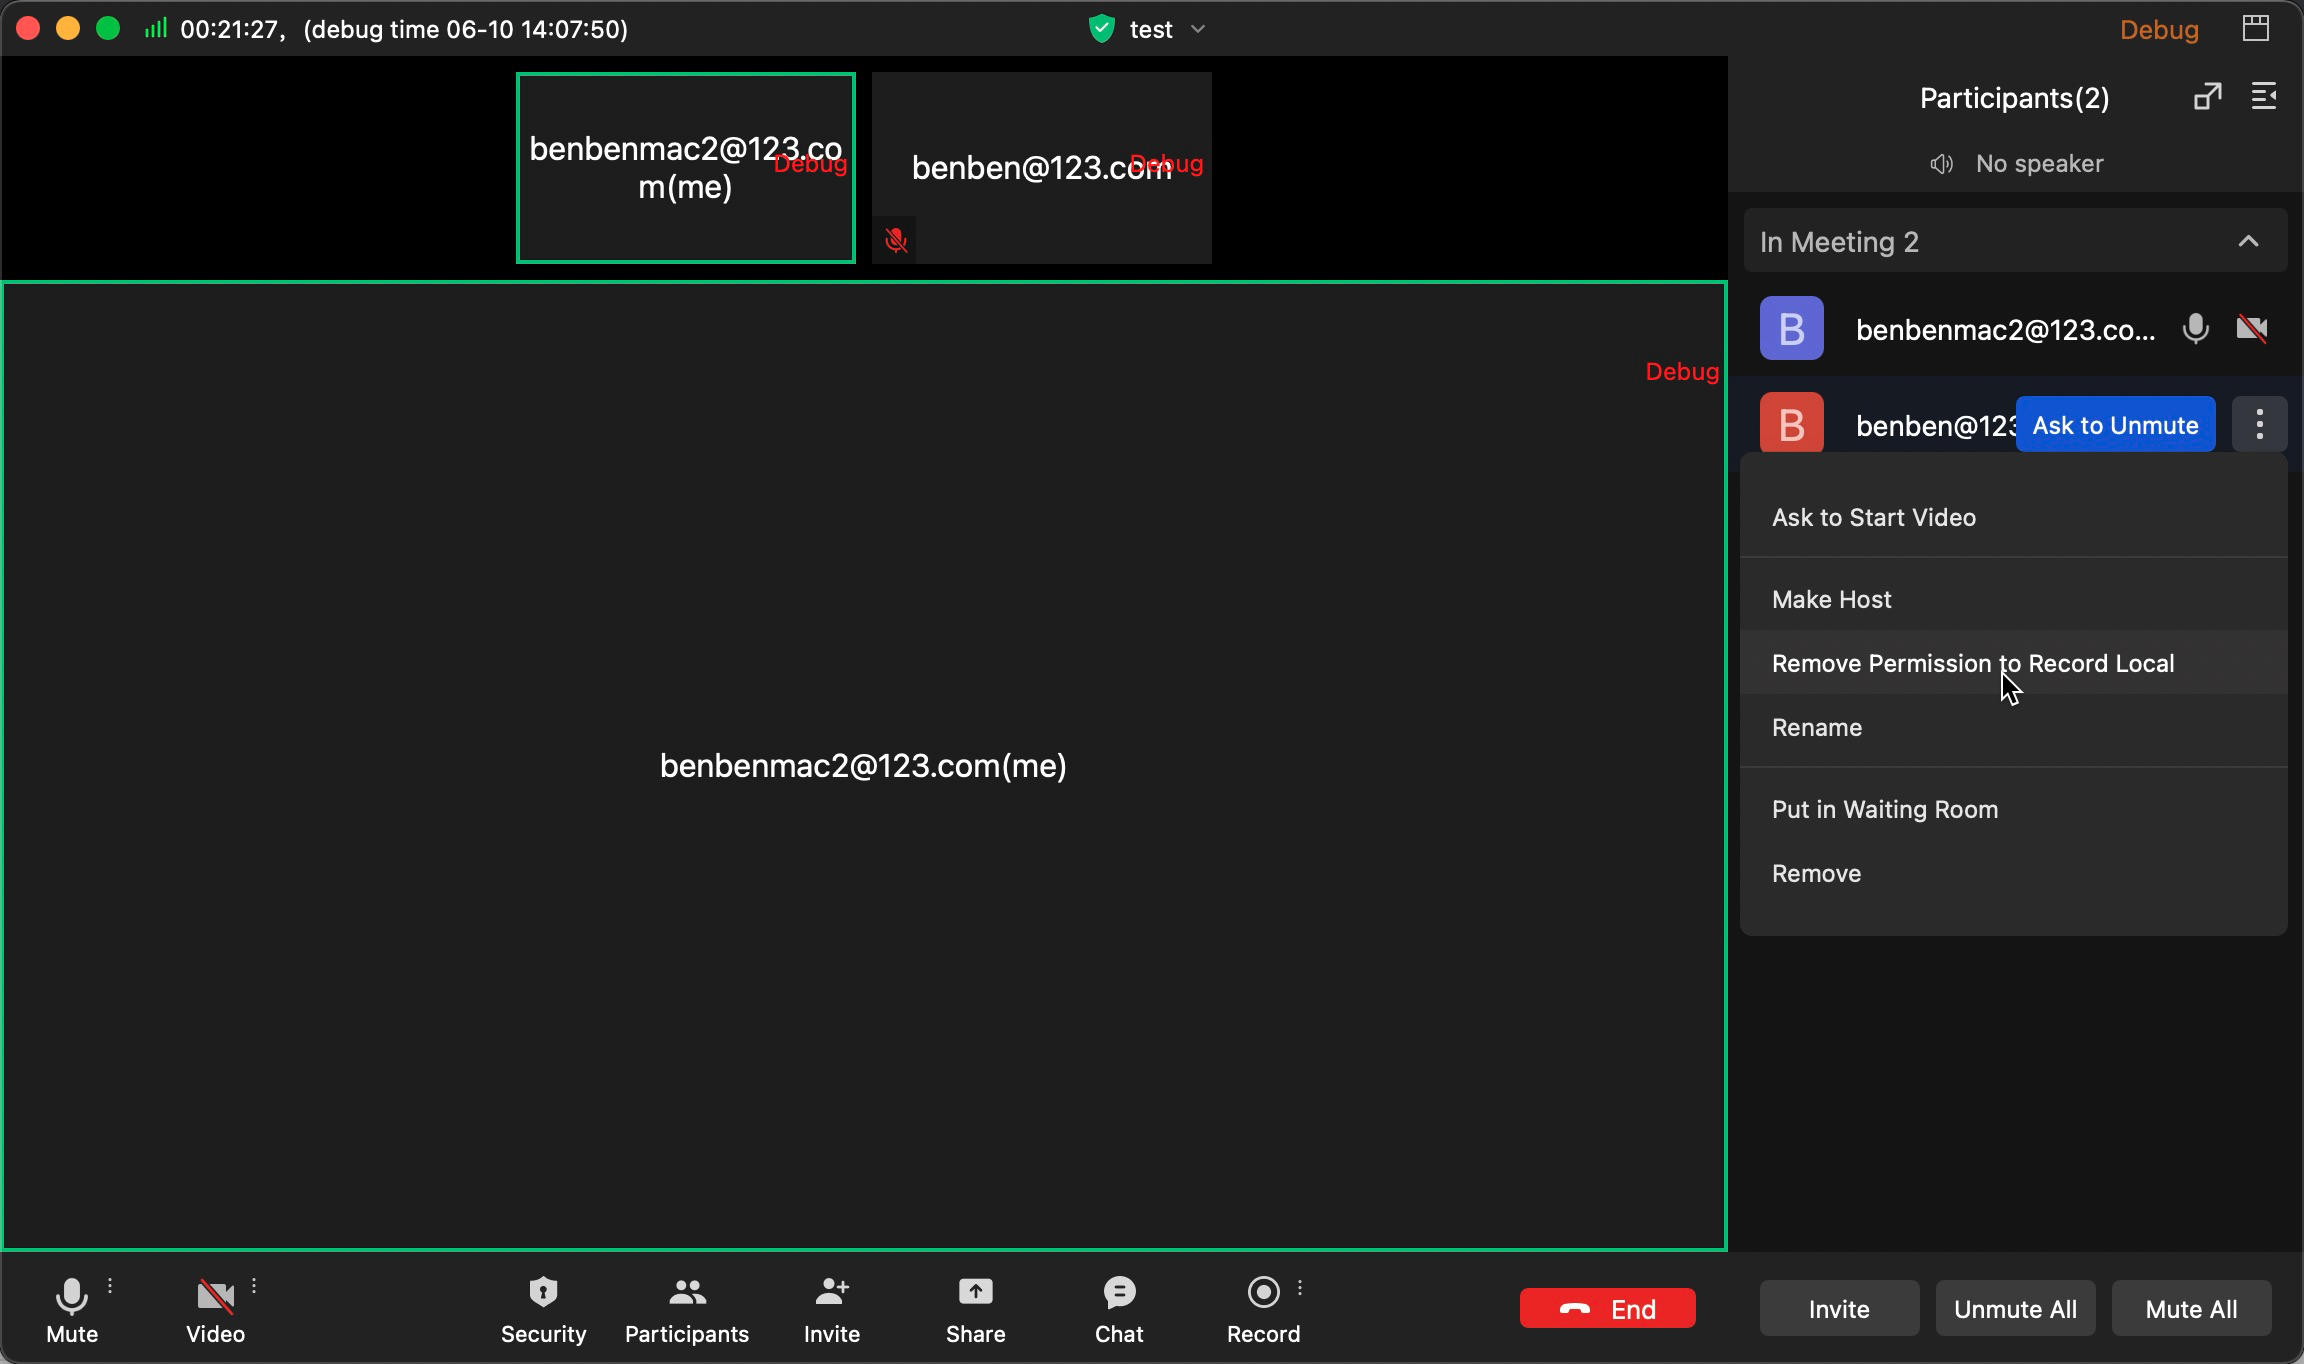 00:21:27, (debug time 06-10 14:07:50)
test
Debug
benbenmac2@123.co
m(me)
Debug
benben@123.com
Debug
Participants(2)
No speaker
In Meeting 2
B
benbenmac2@123.co...
B
benben@123
Ask to Unmute
Ask to Start Video
Make Host
Remove Permission to Record Local
Rename
Put in Waiting Room
Remove
Debug
benbenmac2@123.com(me)
Mute
Video
Security
Participants
Invite
Share
Chat
Record
End
Invite
Unmute All
Mute All